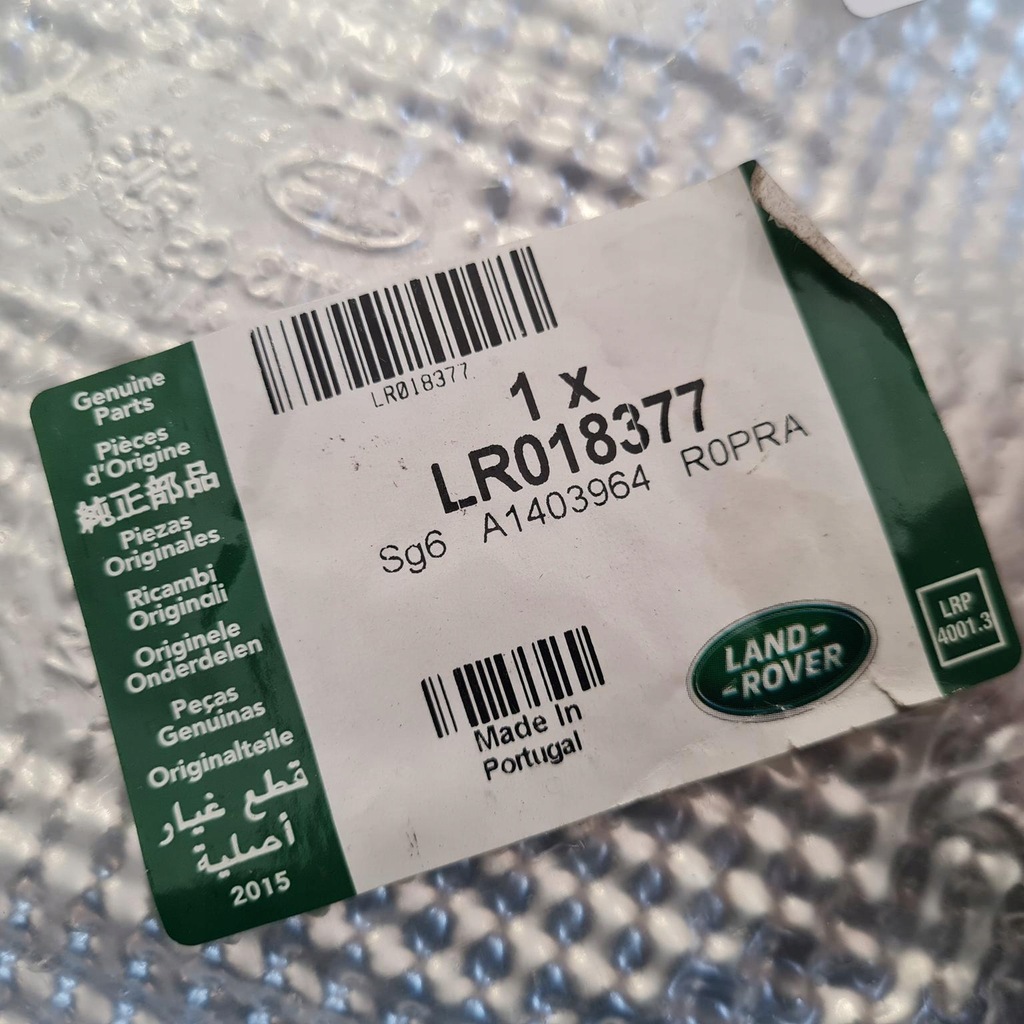 Genuine
Parts
Pièces
d'Origine
純正部品
Piezas
Originales
Ricambi
Originali
Originele
Onderdelen
Peças
Genuinas
Originalteile
قطع غيار
أصلية
2015
LR018377
1 x
LR018377
Sg6 A1403964 R0PRA
Made In
Portugal
LAND-
-ROVER
LRP
4001.3